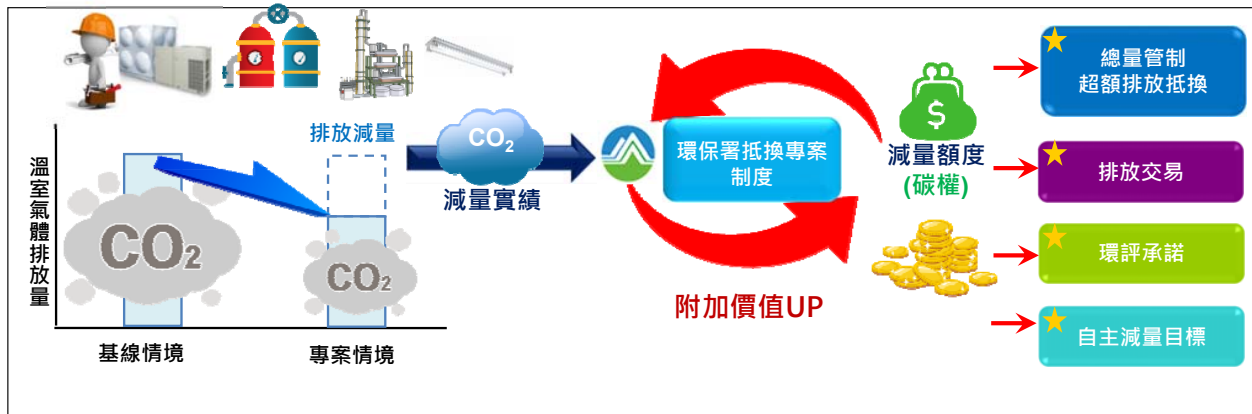 溫室氣體排放量
CO2
基線情境
排放減量
CO2
專案情境
CO2
減量實績
環保署抵換專案
制度
附加價值UP
$
減量額度
(碳權)
總量管制
超額排放抵換
排放交易
環評承諾
自主減量目標